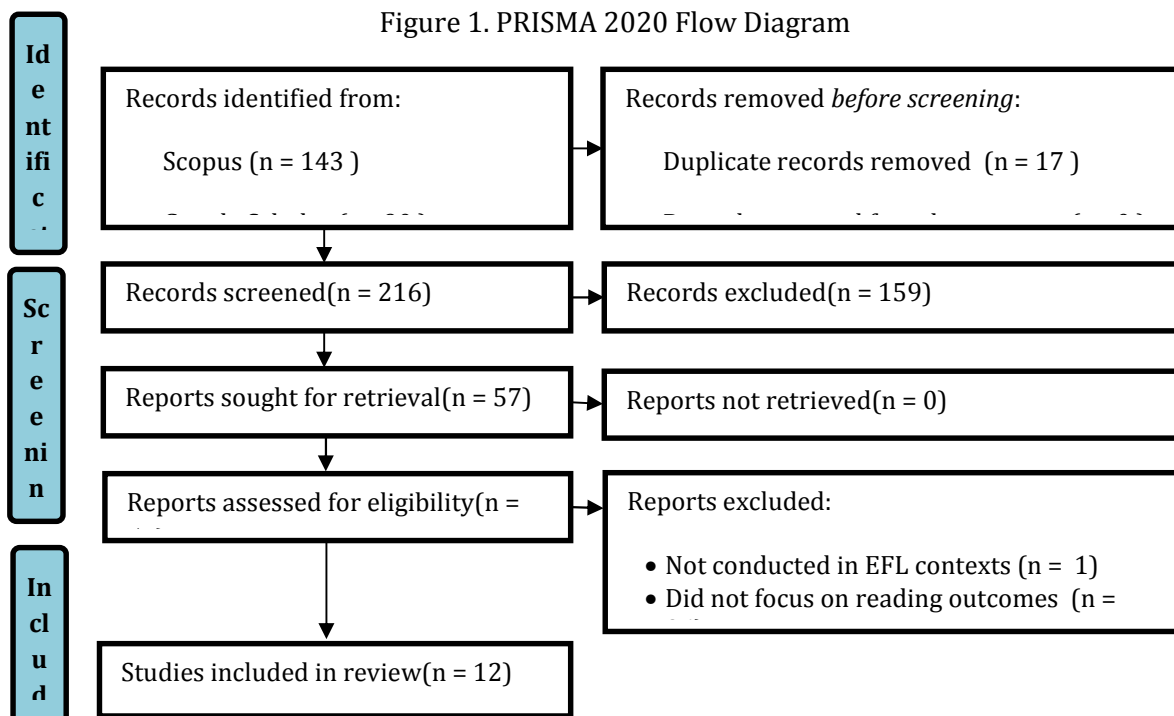 Figure 1. PRISMA 2020 Flow Diagram
Id
e
nt
ifi
c
Records identified from:
Scopus (n = 143 )
Records removed before screening:
Duplicate records removed (n = 17 )
Sc
r
e
e
ni
n
Records screened(n = 216)
Records excluded(n = 159)
Reports sought for retrieval(n = 57)
Reports not retrieved(n = 0)
Reports assessed for eligibility(n =
Reports excluded:
• Not conducted in EFL contexts (n = 1)
• Did not focus on reading outcomes (n =
In
cl
u
d
Studies included in review(n = 12)